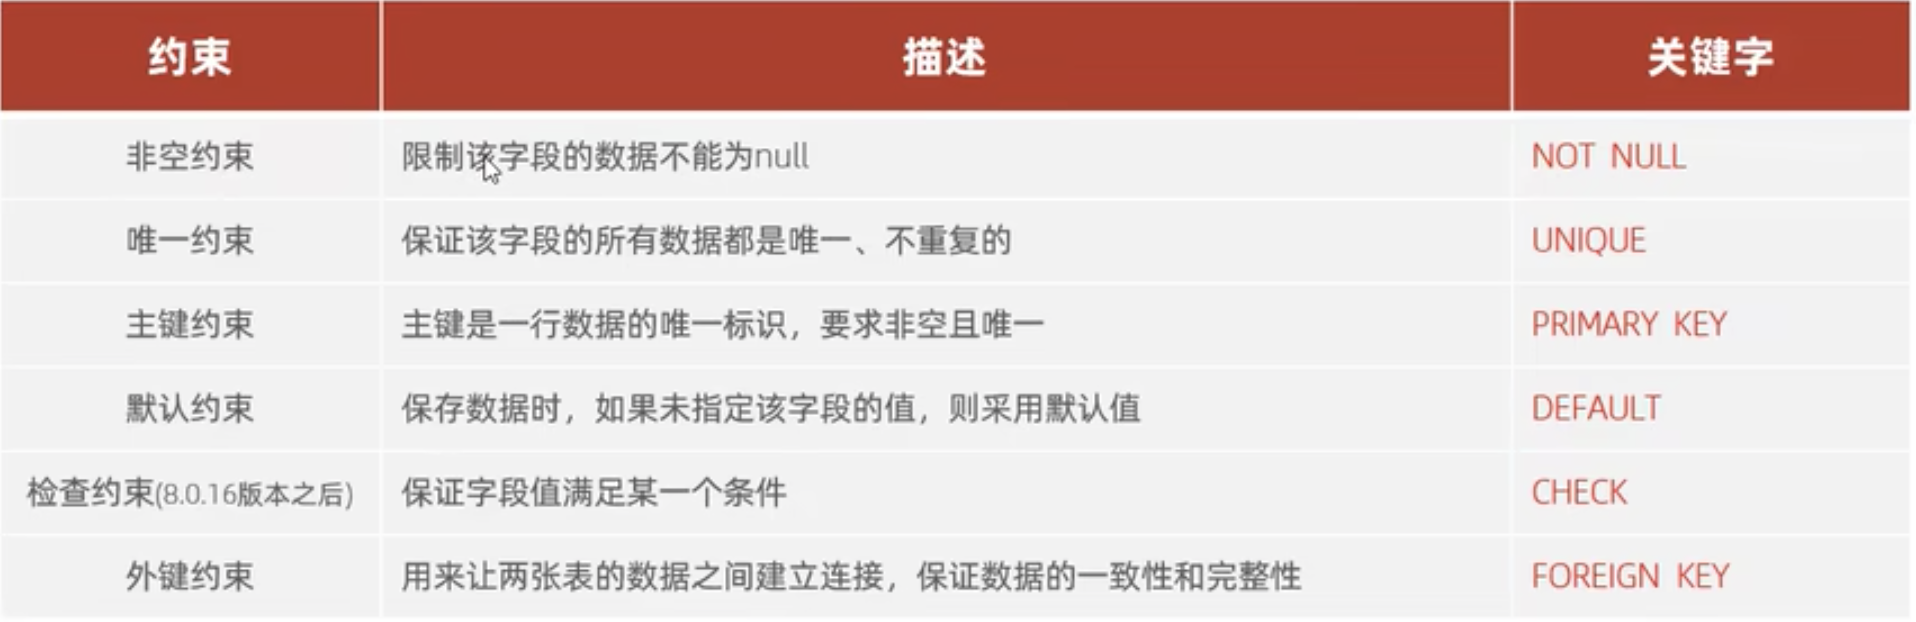 约束 描述 关键字
非空约束 限制该字段的数据不能为null NOT NULL
唯一约束 保证该字段的所有数据都是唯一、不重复的 UNIQUE
主键约束 主键是一行数据的唯一标识，要求非空且唯一 PRIMARY KEY
默认约束 保存数据时，如果未指定该字段的值，则采用默认值 DEFAULT
检查约束(8.0.16版本之后) 保证字段值满足某一个条件 CHECK
外键约束 用来让两张表的数据之间建立连接，保证数据的一致性和完整性 FOREIGN KEY